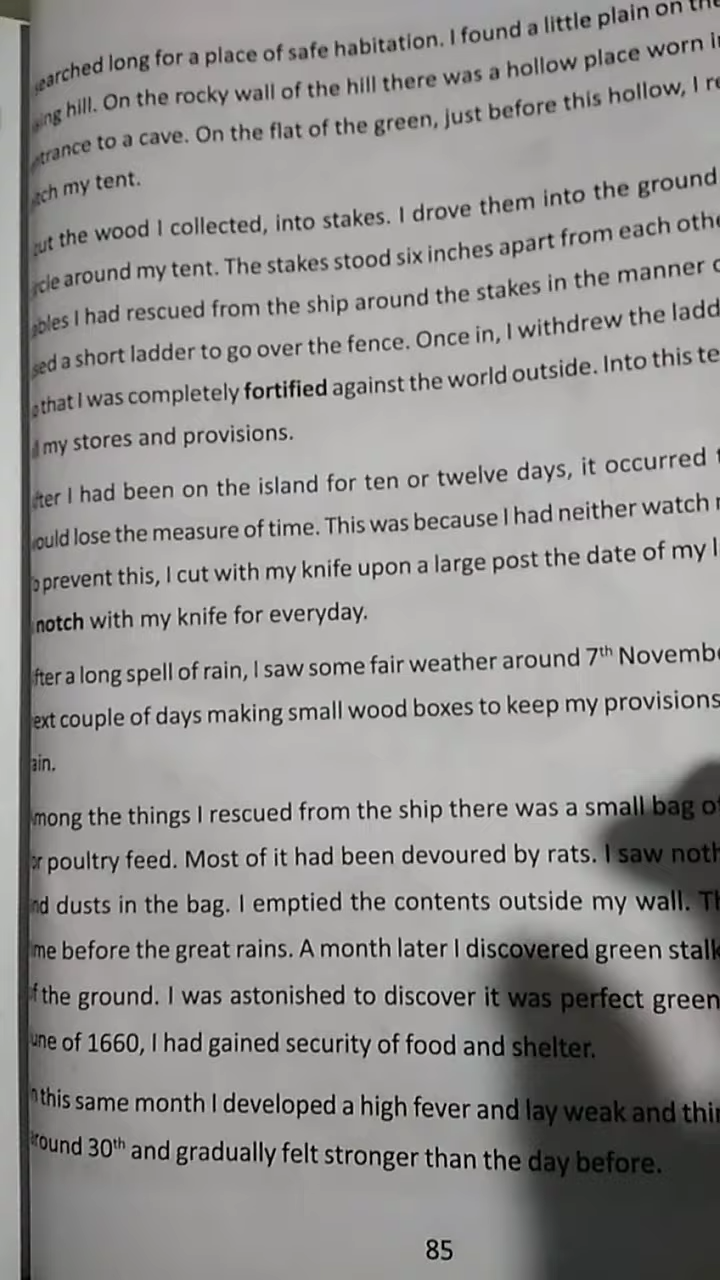 long for a place of safe habitation. I found a little plain on
hill. On the rocky wall of the hill there was a hollow place worn
to a cave. On the flat of the green, just before this hollow, I
my tent.
the wood I collected, into stakes. I drove them into the ground
around my tent. The stakes stood six inches apart from each
I had rescued from the ship around the stakes in the manner
a short ladder to go over the fence. Once in, I withdrew the
that I was completely fortified against the world outside. Into this
my stores and provisions.
I had been on the island for ten or twelve days, it occurred
lose the measure of time. This was because I had neither watch
prevent this, I cut with my knife upon a large post the date of my
notch with my knife for everyday.
a long spell of rain, I saw some fair weather around 7th
couple of days making small wood boxes to keep my provisions
the things I rescued from the ship there was a small bag
poultry feed. Most of it had been devoured by rats. I saw
dusts in the bag. I emptied the contents outside my wall.
before the great rains. A month later I discovered green
the ground. I was astonished to discover it was perfect green
of 1660, I had gained security of food and shelter.
this same month I developed a high fever and lay weak and
30th and gradually felt stronger than the day before.
85